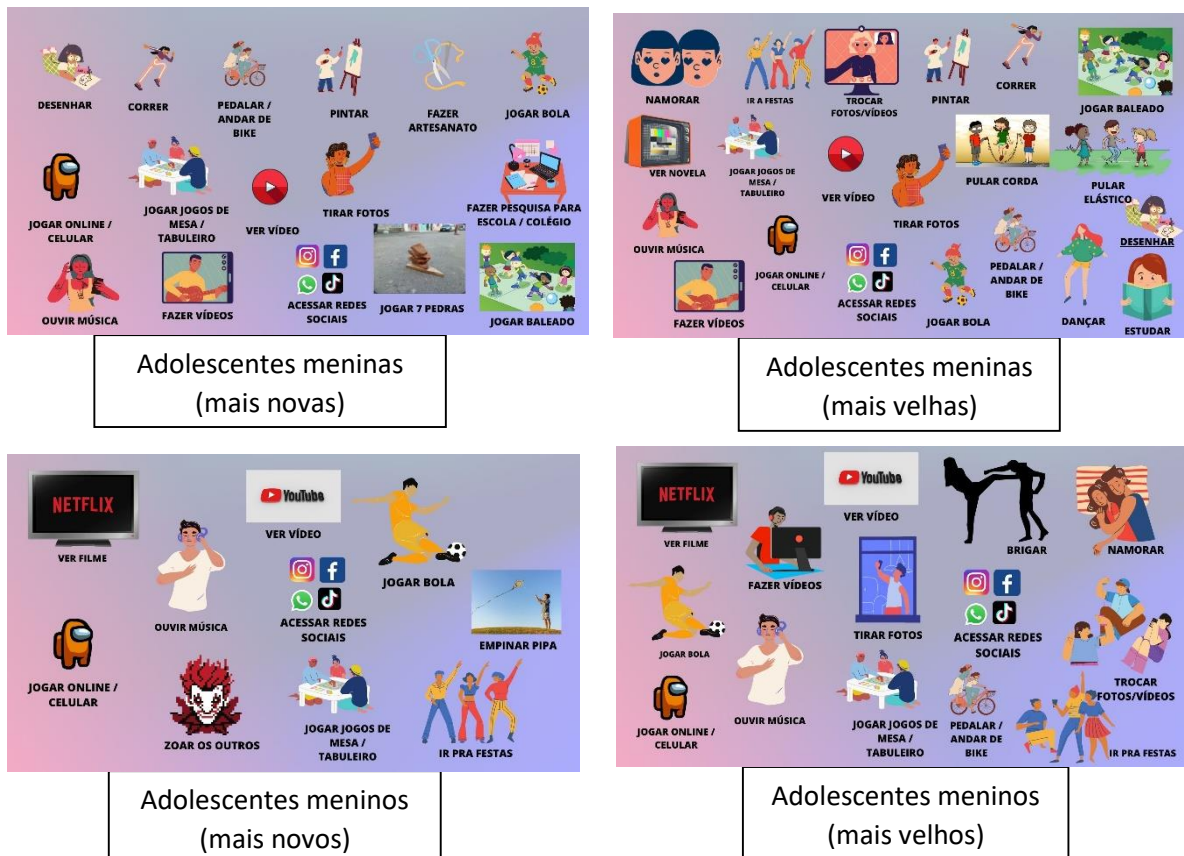 DESENHAR
CORRER
PEDALAR /
ANDAR DE
BIKE
PINTAR
FAZER
ARTESANATO
JOGAR BOLA
JOGAR ONLINE /
CELULAR
JOGAR JOGOS DE
MESA /
TABULEIRO
VER VÍDEO
TIRAR FOTOS
FAZER PESQUISA PARA
ESCOLA / COLÉGIO
OUVIR MÚSICA
FAZER VÍDEOS
ACESSAR REDES
SOCIAIS
JOGAR 7 PEDRAS
JOGAR BALEADO
Adolescentes meninas
(mais novas)
NAMORAR
IR A FESTAS
TROCAR
FOTOS/VÍDEOS
PINTAR
CORRER
JOGAR BALEADO
VER NOVELA
JOGAR JOGOS DE
MESA /
TABULEIRO
VER VÍDEO
TIRAR FOTOS
PULAR CORDA
PULAR
ELÁSTICO
OUVIR MÚSICA
JOGAR ONLINE /
CELULAR
DESENHAR
FAZER VÍDEOS
ACESSAR REDES
SOCIAIS
JOGAR BOLA
PEDALAR /
ANDAR DE
BIKE
DANÇAR
ESTUDAR
Adolescentes meninas
(mais velhas)
NETFLIX
VER FILME
OUVIR MÚSICA
YouTube
VER VÍDEO
JOGAR BOLA
ACESSAR REDES
SOCIAIS
EMPINAR PIPA
JOGAR ONLINE /
CELULAR
ZOAR OS OUTROS
JOGAR JOGOS DE
MESA /
TABULEIRO
IR PRA FESTAS
Adolescentes meninos
(mais novos)
NETFLIX
VER FILME
FAZER VÍDEOS
YouTube
VER VÍDEO
BRIGAR
NAMORAR
JOGAR BOLA
TIRAR FOTOS
ACESSAR REDES
SOCIAIS
TROCAR
FOTOS/VÍDEOS
JOGAR ONLINE /
CELULAR
OUVIR MÚSICA
JOGAR JOGOS DE
MESA /
TABULEIRO
PEDALAR /
ANDAR DE
BIKE
IR PRA FESTAS
Adolescentes meninos
(mais velhos)